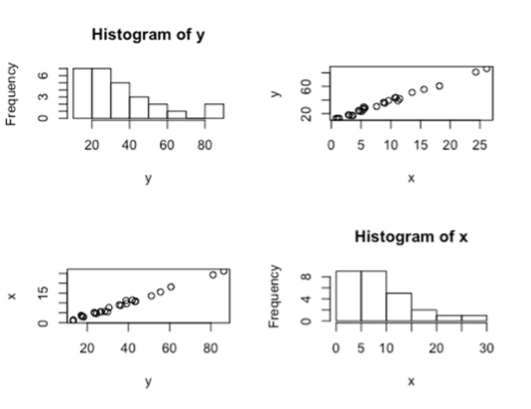 Histogram of y
Frequency
0 3 6
20 40 60 80
y
y
20 60
0 5 10 15 20 25
x
x
0 15
20 40 60 80
y
Histogram of x
Frequency
0 4 8
0 5 10 20 30
x